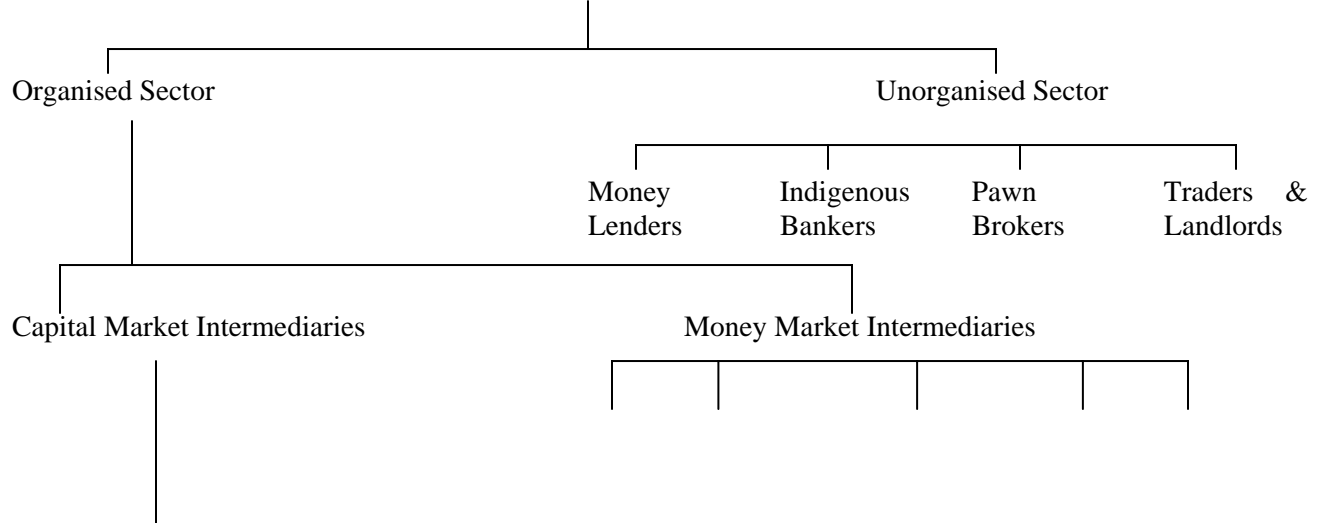 Organised Sector
Unorganised Sector
Money
Lenders
Indigenous
Bankers
Pawn
Brokers
Traders &
Landlords
Capital Market Intermediaries
Money Market Intermediaries